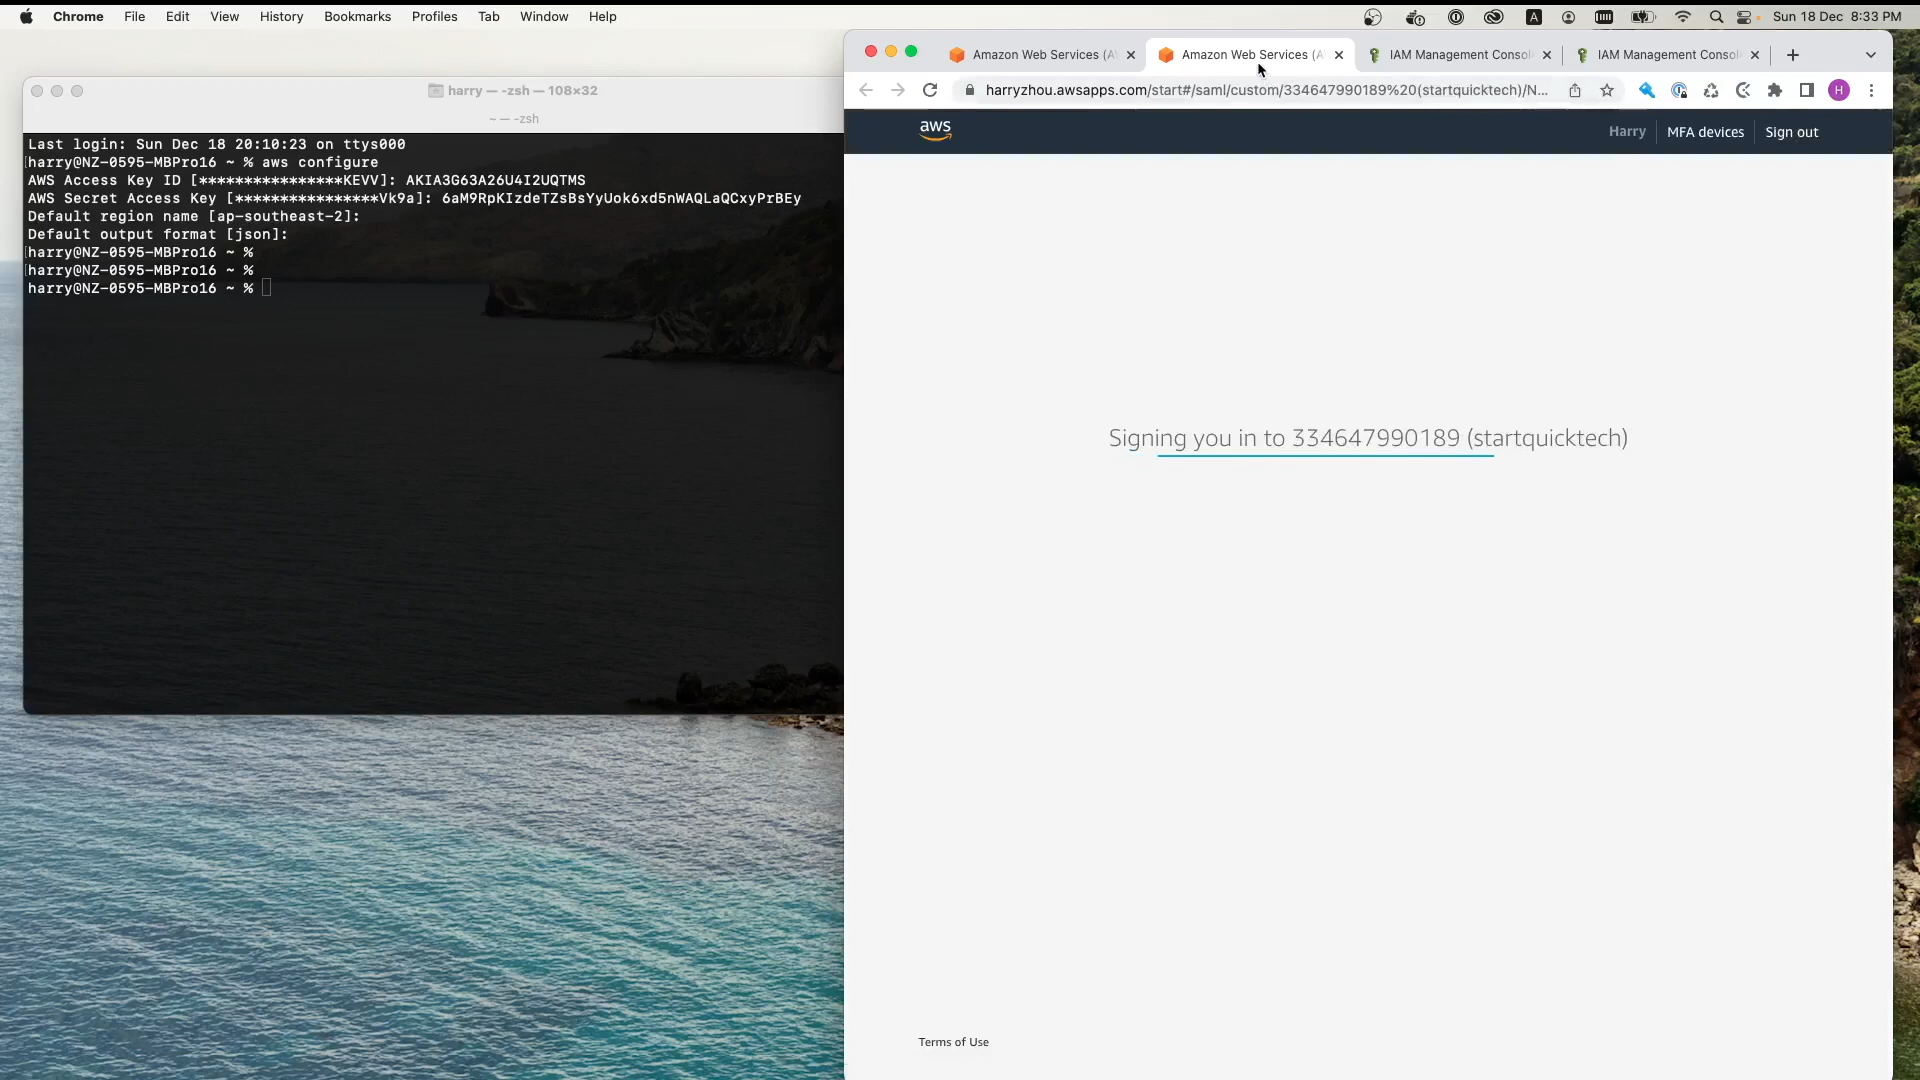 Chrome File Edit View History Bookmarks Profiles Tab Window Help
A Sun 18 Dec 8:33 PM
harry — -zsh — 108×32
~ — -zsh
Last login: Sun Dec 18 20:10:23 on ttys000
[harry@NZ-0595-MBPro16 ~ % aws configure
AWS Access Key ID [****************KEVV]: AKIA3G63A26U4I2UQTMS
AWS Secret Access Key [****************Vk9a]: 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
Default region name [ap-southeast-2]:
Default output format [json]:
[harry@NZ-0595-MBPro16 ~ %
[harry@NZ-0595-MBPro16 ~ %
harry@NZ-0595-MBPro16 ~ %
Amazon Web Services (A Amazon Web Services (A IAM Management Consol IAM Management Consol
harryzhou.awsapps.com/start#/saml/custom/334647990189%20(startquicktech)/N... H
aws Harry MFA devices Sign out
Signing you in to 334647990189 (startquicktech)
Terms of Use